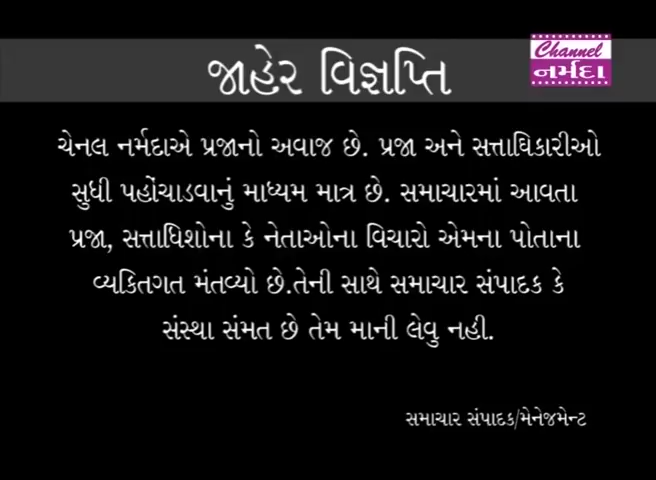 જાહેર વિજ્ઞપ્તિ
Channel
નર્મદા
ચેનલ નર્મદાએ પ્રજાનો અવાજ છે. પ્રજા અને સત્તાધિકારીઓ
સુધી પહોંચાડવાનું માધ્યમ માત્ર છે. સમાચારમાં આવતા
પ્રજા, સત્તાધિશોના કે નેતાઓના વિચારો એમના પોતાના
વ્યકિતગત મંતવ્યો છે.તેની સાથે સમાચાર સંપાદક કે
સંસ્થા સંમત છે તેમ માની લેવુ નહી.
સમાચાર સંપાદક/મેનેજમેન્ટ